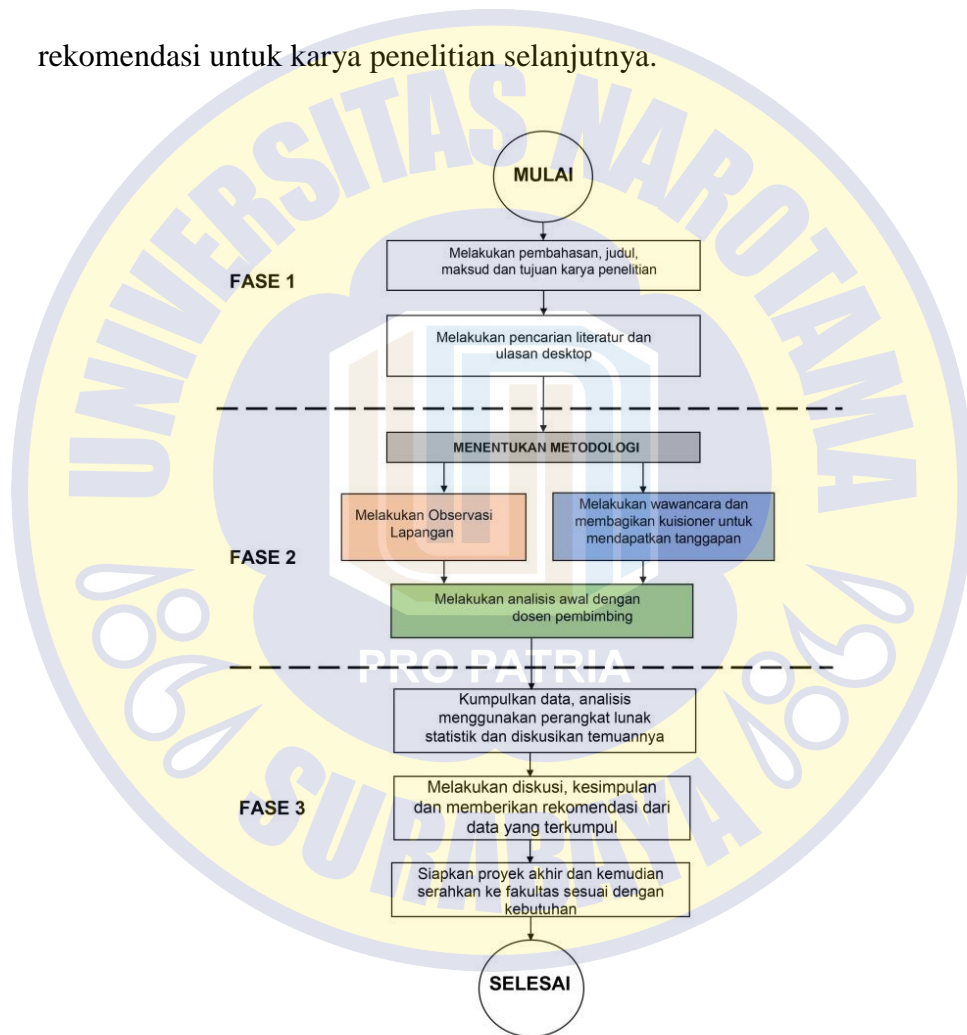 rekomendasi untuk karya penelitian selanjutnya.
UNIVERSITAS NAROTAMA
MULAI
FASE 1
Melakukan pembahasan, judul,
maksud dan tujuan karya penelitian
Melakukan pencarian literatur dan
ulasan desktop
MENENTUKAN METODOLOGI
Melakukan Observasi
Lapangan
Melakukan wawancara dan
membagikan kuisioner untuk
mendapatkan tanggapan
FASE 2
Melakukan analisis awal dengan
dosen pembimbing
PRO PATRIA
Kumpulkan data, analisis
menggunakan perangkat lunak
statistik dan diskusikan temuannya
FASE 3
Melakukan diskusi, kesimpulan
dan memberikan rekomendasi dari
data yang terkumpul
Siapkan proyek akhir dan kemudian
serahkan ke fakultas sesuai dengan
kebutuhan
SURABAYA
SELESAI